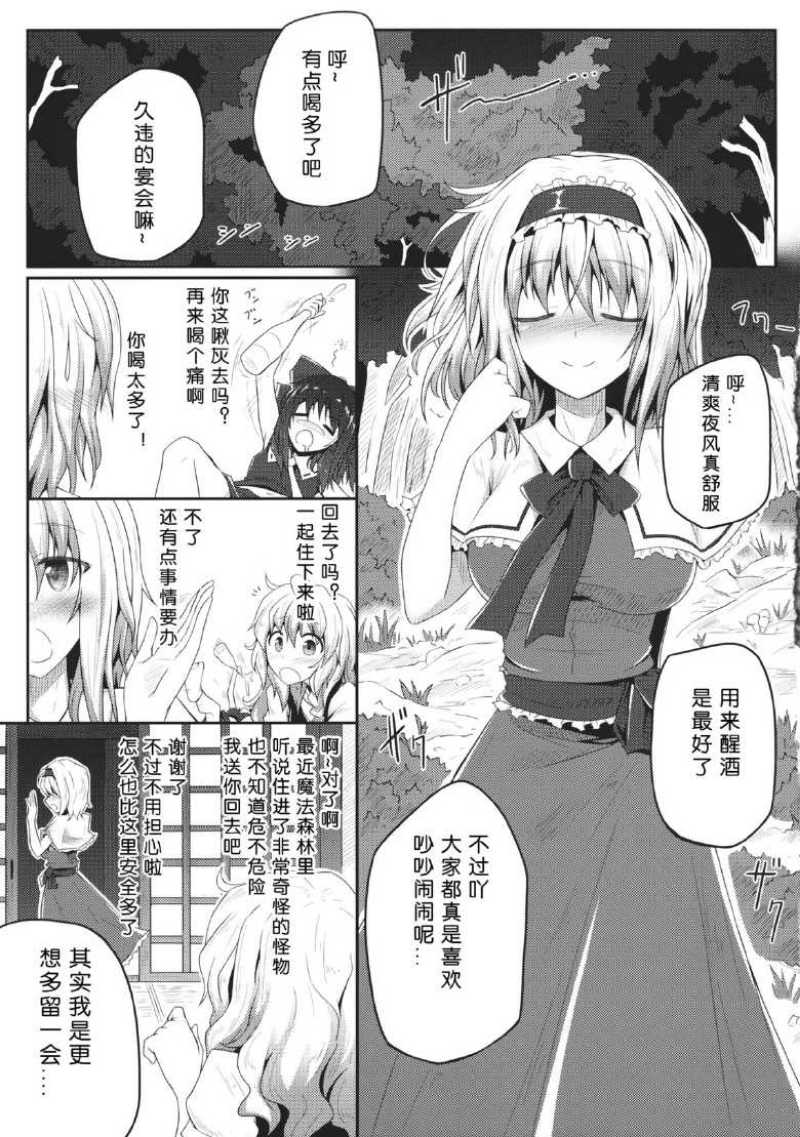 呼~
有点喝多了吧
久违的宴会嘛~
ザザ……
シン
シン
フワ
呼~…
清爽夜风真舒服
用来醒酒
是最好了
ザク
ザク
不过吖
大家都真是喜欢
吵吵闹闹呢…
ブン
ブン
你这啾灰去吗?
再来喝个痛啊
你喝太多了!
回去了吗?
一起住下来啦
不了
还有点事情要办
啊~对了啊
最近魔法森林里
听说住进了非常奇怪的怪物
也不知道危不危险
我送你回去吧
谢谢了
不过不用担心啦
怎么也比这里安全多了
其实我是更
想多留一会…